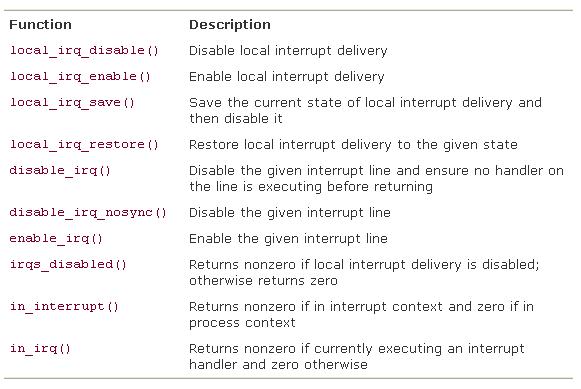 Function Description
local_irq_disable() Disable local interrupt delivery
local_irq_enable() Enable local interrupt delivery
local_irq_save() Save the current state of local interrupt delivery and
then disable it
local_irq_restore() Restore local interrupt delivery to the given state
disable_irq() Disable the given interrupt line and ensure no handler on
the line is executing before returning
disable_irq_nosync() Disable the given interrupt line
enable_irq() Enable the given interrupt line
irqs_disabled() Returns nonzero if local interrupt delivery is disabled;
otherwise returns zero
in_interrupt() Returns nonzero if in interrupt context and zero if in
process context
in_irq() Returns nonzero if currently executing an interrupt
handler and zero otherwise